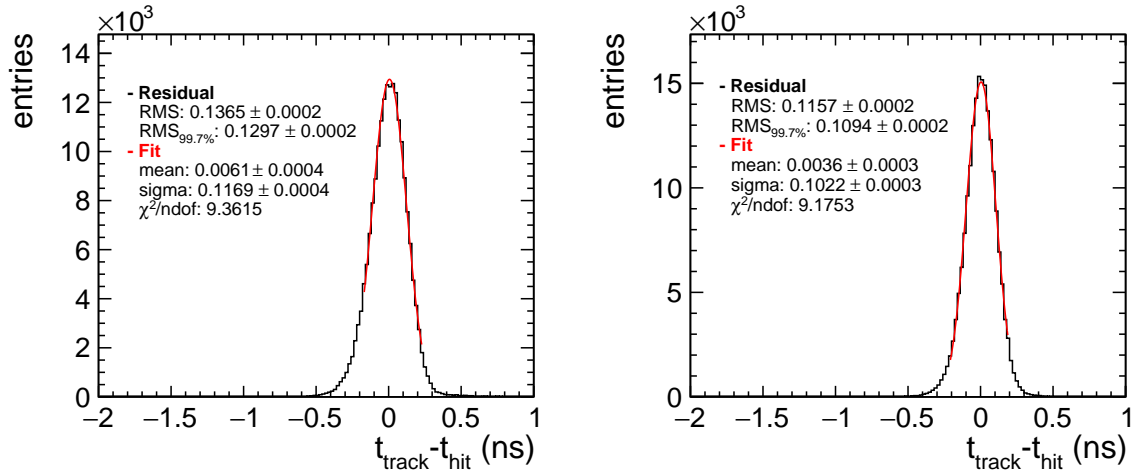 ×10³
entries
14
12
10
8
6
4
2
0
- Residual
RMS: 0.1365 ± 0.0002
RMS99.7%: 0.1297 ± 0.0002
- Fit
mean: 0.0061 ± 0.0004
sigma: 0.1169 ± 0.0004
χ²/ndof: 9.3615
−2 −1.5 −1 −0.5 0 0.5 1
t_track-t_hit (ns)
×10³
entries
15
10
5
0
- Residual
RMS: 0.1157 ± 0.0002
RMS99.7%: 0.1094 ± 0.0002
- Fit
mean: 0.0036 ± 0.0003
sigma: 0.1022 ± 0.0003
χ²/ndof: 9.1753
−2 −1.5 −1 −0.5 0 0.5 1
t_track-t_hit (ns)